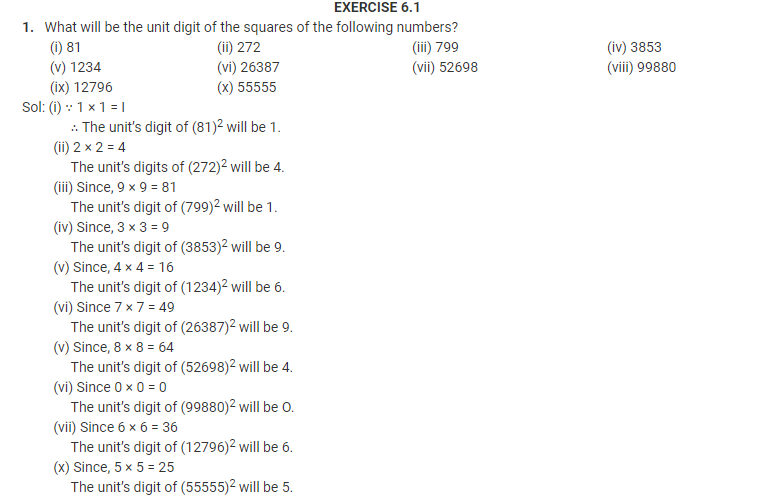 EXERCISE 6.1
1. What will be the unit digit of the squares of the following numbers?
(i) 81 (ii) 272 (iii) 799 (iv) 3853
(v) 1234 (vi) 26387 (vii) 52698 (viii) 99880
(ix) 12796 (x) 55555
Sol: (i) ∵ 1 × 1 = l
∴ The unit's digit of (81)² will be 1.
(ii) 2 × 2 = 4
The unit's digits of (272)² will be 4.
(iii) Since, 9 × 9 = 81
The unit's digit of (799)² will be 1.
(iv) Since, 3 × 3 = 9
The unit's digit of (3853)² will be 9.
(v) Since, 4 × 4 = 16
The unit's digit of (1234)² will be 6.
(vi) Since 7 × 7 = 49
The unit's digit of (26387)² will be 9.
(v) Since, 8 × 8 = 64
The unit's digit of (52698)² will be 4.
(vi) Since 0 × 0 = 0
The unit's digit of (99880)² will be O.
(vii) Since 6 × 6 = 36
The unit's digit of (12796)² will be 6.
(x) Since, 5 × 5 = 25
The unit's digit of (55555)² will be 5.